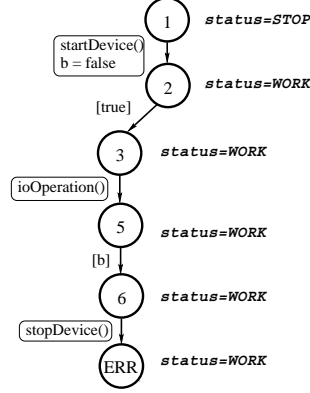 1 status=STOP
startDevice()
b = false
2 status=WORK
[true]
3 status=WORK
ioOperation()
5 status=WORK
[b]
6 status=WORK
stopDevice()
ERR status=WORK